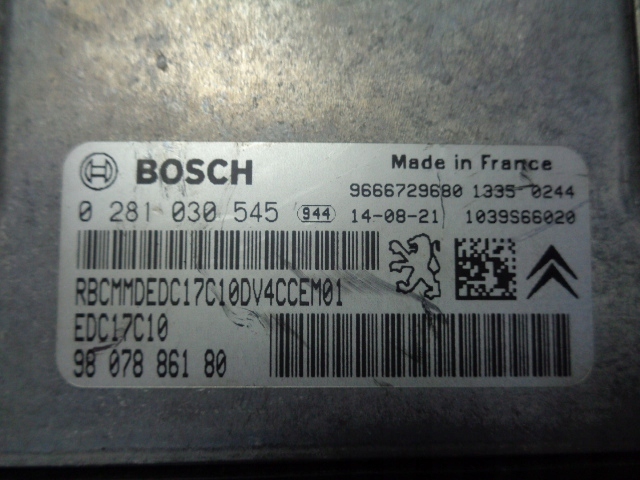 BOSCH Made in France
9666729680 1335 0244
0 281 030 545 944 14-08-21 1039S66020
RBCMMDEDC17C10DV4CCEM01
EDC17C10
98 078 861 80